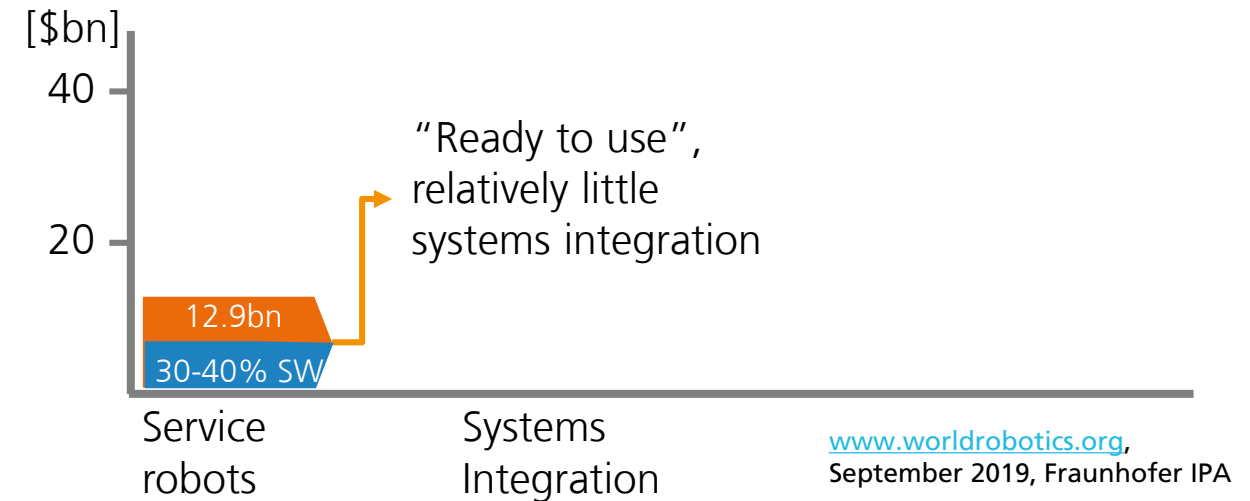 [$bn]
40
20
“Ready to use”,
relatively little
systems integration
12.9bn
30-40% SW
Service
robots
Systems
Integration
www.worldrobotics.org,
September 2019, Fraunhofer IPA